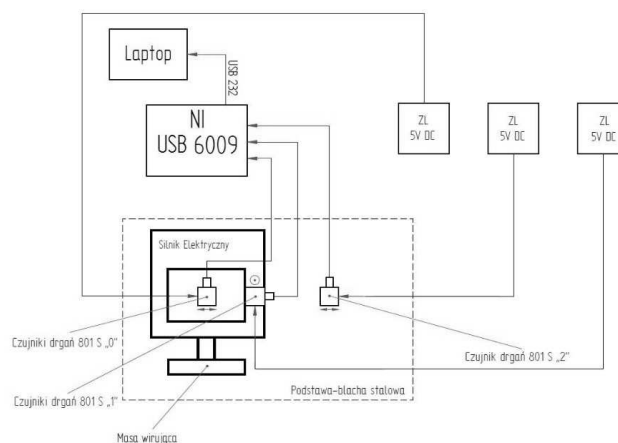 Laptop
USB 232
NI
USB 6009
ZL
5V DC
ZL
5V DC
ZL
5V DC
Silnik Elektryczny
Czujniki drgań 801 S „0"
Czujnik drgań 801 S „2"
Czujniki drgań 801 S „1"
Podstawa-blacha stalowa
Masa wirująca